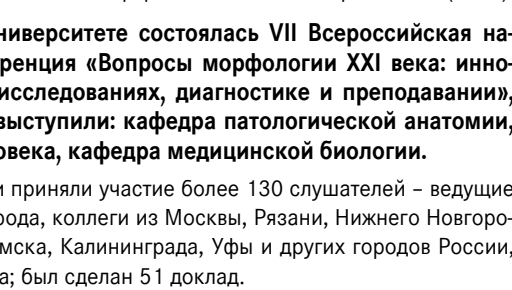 ниверситете состоялась VII Всероссийская на-
ренция «Вопросы морфологии XXI века: инно-
исследованиях, диагностике и преподавании»,
выступили: кафедра патологической анатомии,
овека, кафедра медицинской биологии.
и приняли участие более 130 слушателей – ведущие
рода, коллеги из Москвы, Рязани, Нижнего Новгоро-
мска, Калининграда, Уфы и других городов России,
а; был сделан 51 доклад.